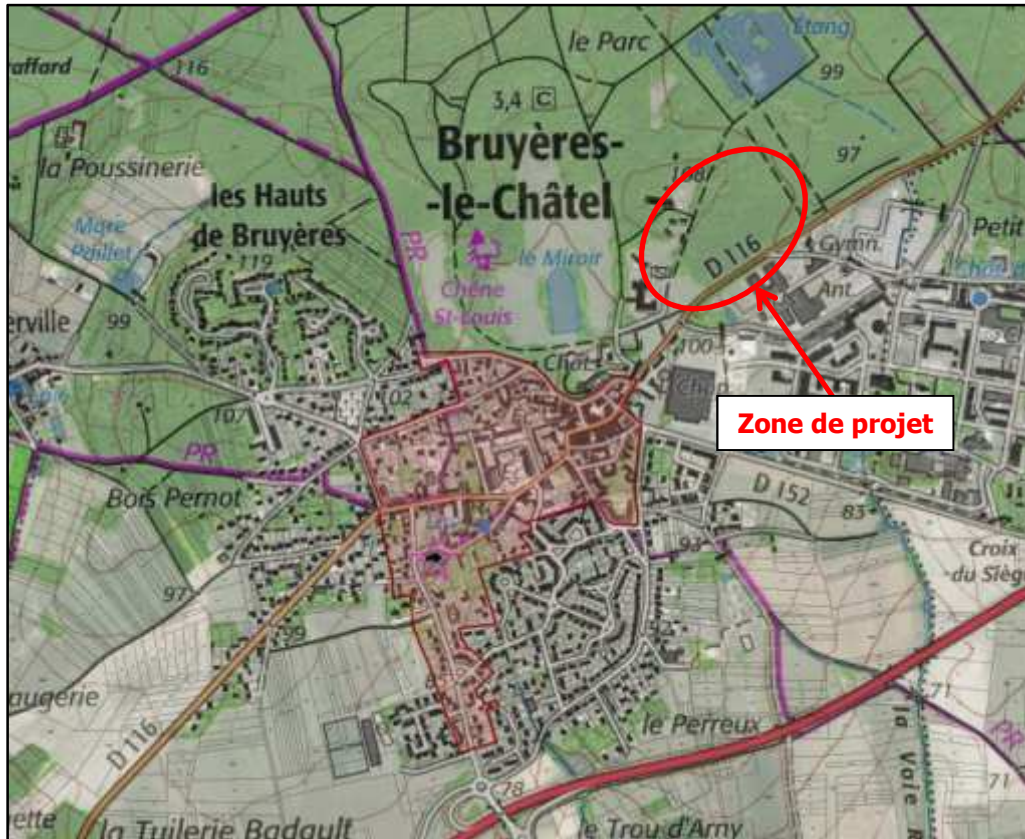 le Parc
Étang
99
raffard
116
3,4 C
Bruyères-
-le-Châtel
la Poussinerie
97
les Hauts
de Bruyères
119
Mare
Paillet
PR
le Miroir
D 116
Gymn.
Petit
Chêne
St-Louis
Ant.
erville
99
Chât.
100
102
107
Zone de projet
PR
Bois Pernot
D 152
83
93
Croix
du Siège
97
99
augerie
le Perreux
71
la Voie
PR
D 116
78
71
ette
la Tuilerie Badault
le Trou d'Arny